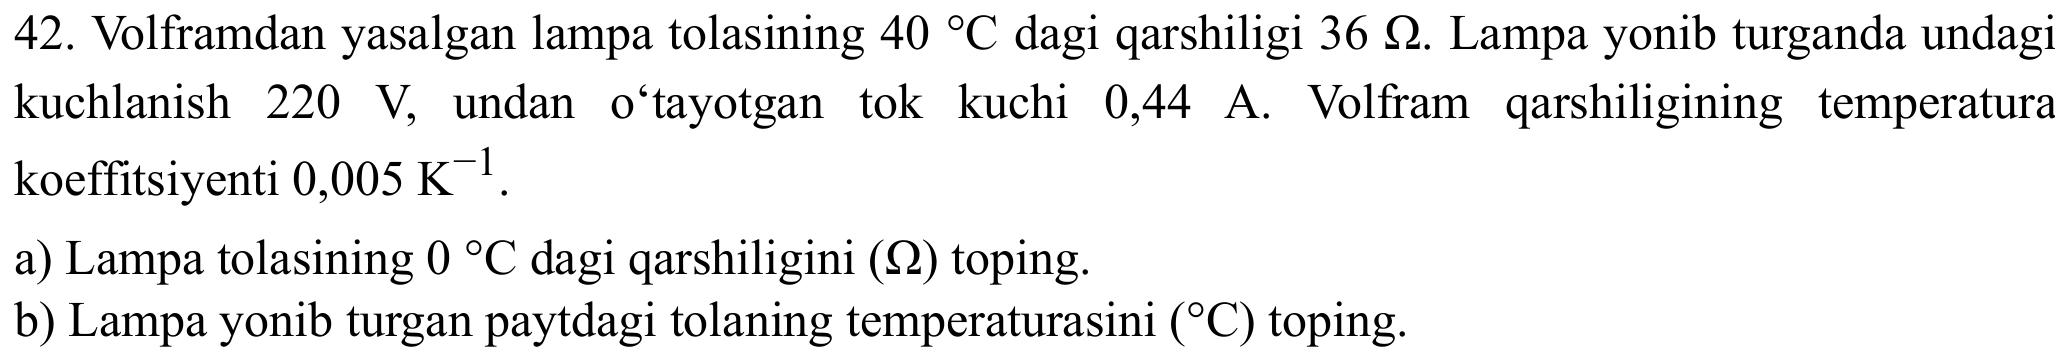 42. Volframdan yasalgan lampa tolasining 40 °C dagi qarshiligi 36 Ω. Lampa yonib turganda undagi
kuchlanish 220 V, undan o‘tayotgan tok kuchi 0,44 A. Volfram qarshiligining temperatura
koeffitsiyenti 0,005 K⁻¹.
a) Lampa tolasining 0 °C dagi qarshiligini (Ω) toping.
b) Lampa yonib turgan paytdagi tolaning temperaturasini (°C) toping.